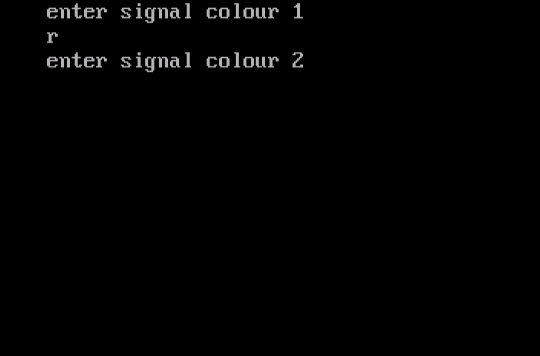 enter signal colour 1
r
enter signal colour 2